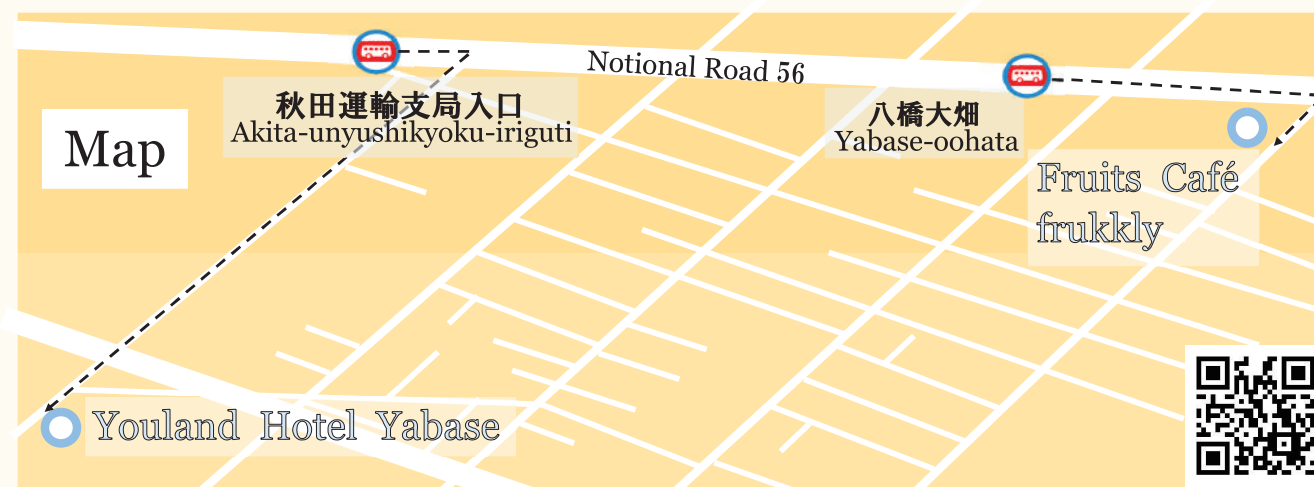 Notional Road 56
秋田運輸支局入口
Akita-unyushikyoku-iriguti
八橋大畑
Yabase-oohata
Map
Fruits Café
frukkly
Youland Hotel Yabase